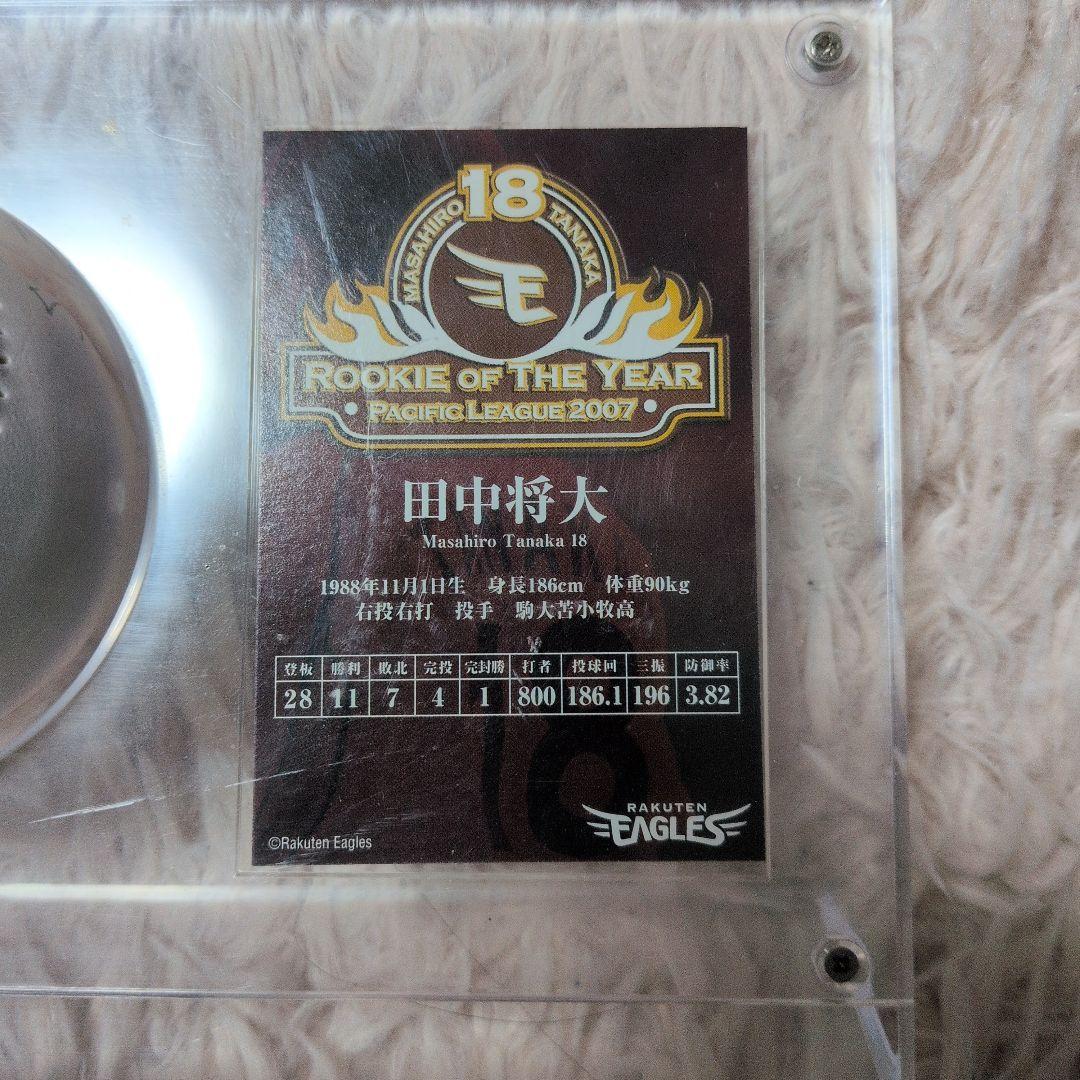 18
MASAHIRO TANAKA
E
ROOKIE OF THE YEAR
• PACIFIC LEAGUE 2007 •
田中将大
Masahiro Tanaka 18
1988年11月1日生 身長186cm 体重90kg
右投右打 投手 駒大苫小牧高
登板 勝利 敗北 完投 完封勝 打者 投球回 三振 防御率
28 11 7 4 1 800 186.1 196 3.82
18
RAKUTEN
EAGLES
©Rakuten Eagles